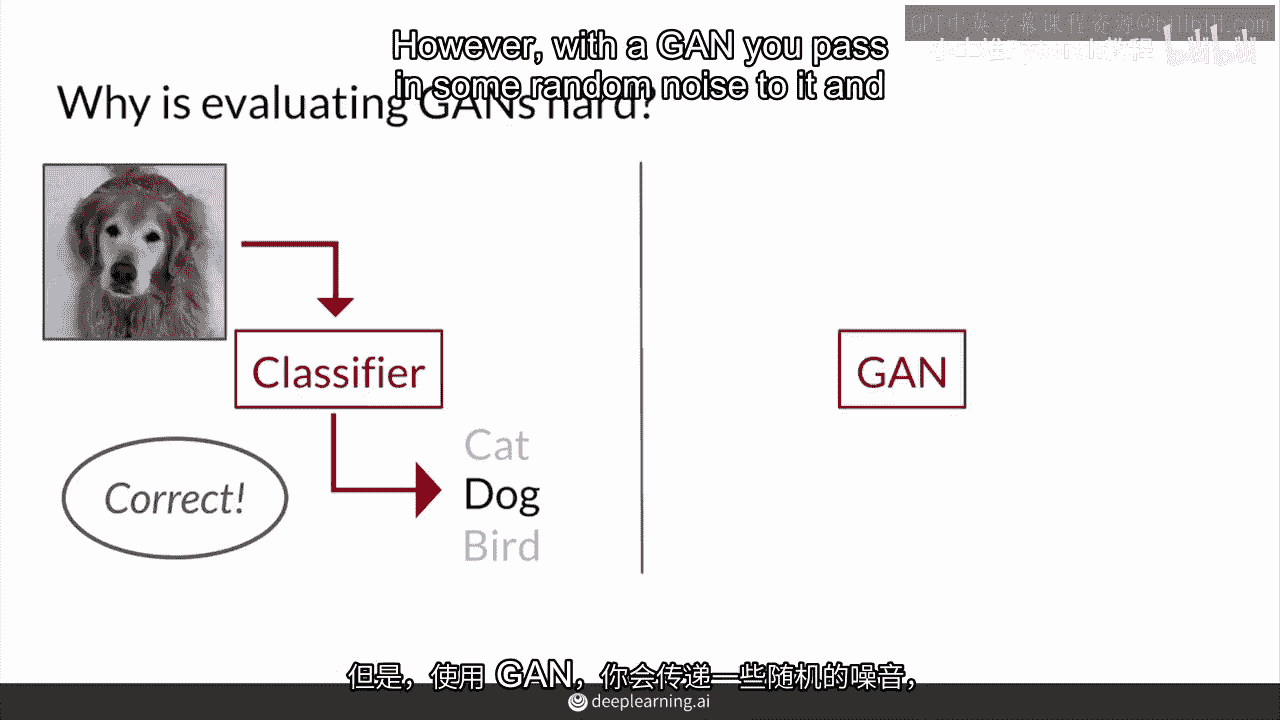 However, with a GAN you pass
in some random noise to it and
Why is evaluating GANs hard?
Classifier
GAN
Correct!
Cat
Dog
Bird
但是，使用 GAN，你会传递一些随机的噪音，
deeplearning.ai